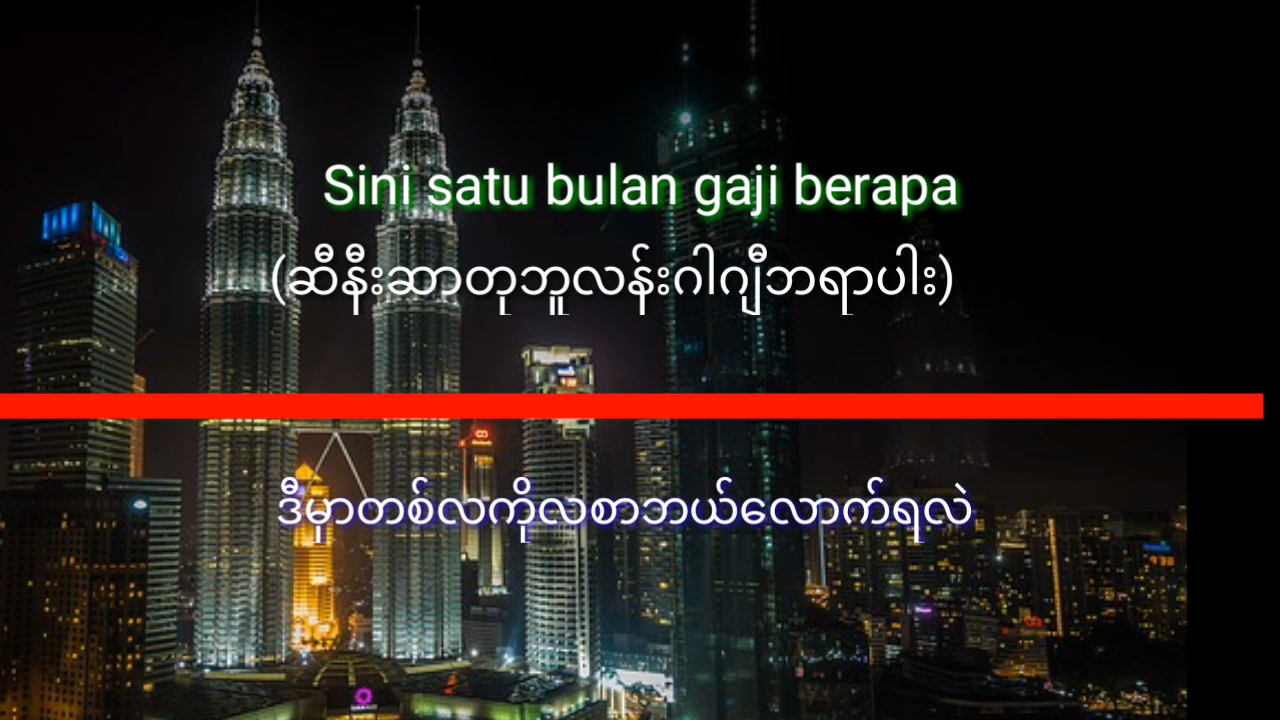 Sini satu bulan gaji berapa
(ဆီနီးဆာတုဘူလန်းဂါဂျီဘရာပါး)
ဒီမှာတစ်လကိုလစာဘယ်လောက်ရလဲ